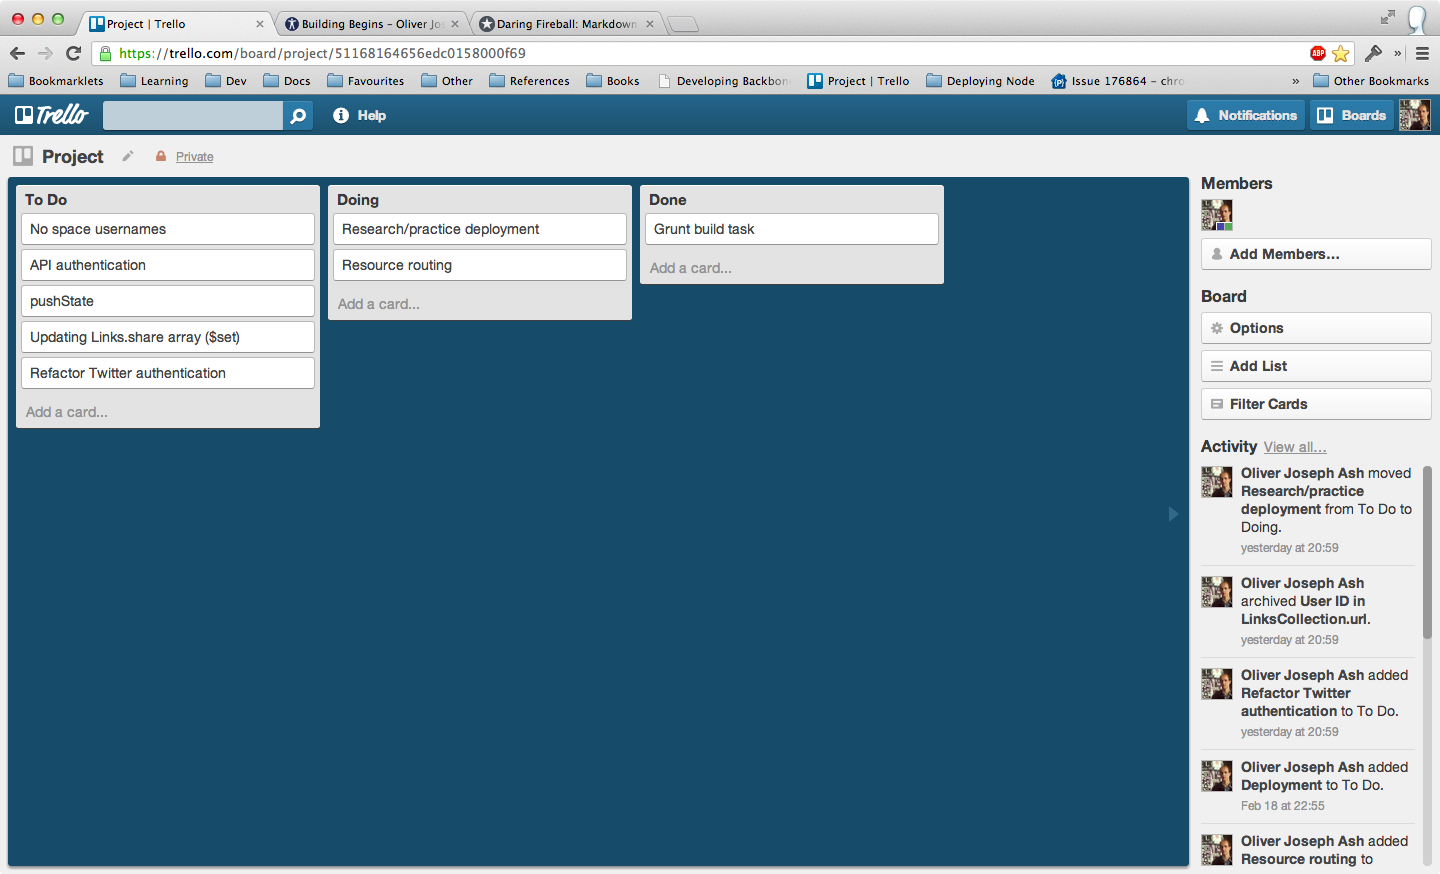 Project | Trello
Building Begins – Oliver Jos
Daring Fireball: Markdown
https://trello.com/board/project/51168164656edc0158000f69
ABP
Bookmarklets
Learning
Dev
Docs
Favourites
Other
References
Books
Developing Backbon
Project | Trello
Deploying Node
Issue 176864 – chro
»
Other Bookmarks
Trello
Help
Notifications
Boards
Project
Private
To Do
No space usernames
API authentication
pushState
Updating Links.share array ($set)
Refactor Twitter authentication
Add a card...
Doing
Research/practice deployment
Resource routing
Add a card...
Done
Grunt build task
Add a card...
Members
Add Members...
Board
Options
Add List
Filter Cards
Activity View all...
Oliver Joseph Ash moved
Research/practice
deployment from To Do to
Doing.
yesterday at 20:59
Oliver Joseph Ash
archived User ID in
LinksCollection.url.
yesterday at 20:59
Oliver Joseph Ash added
Refactor Twitter
authentication to To Do.
yesterday at 20:59
Oliver Joseph Ash added
Deployment to To Do.
Feb 18 at 22:55
Oliver Joseph Ash added
Resource routing to